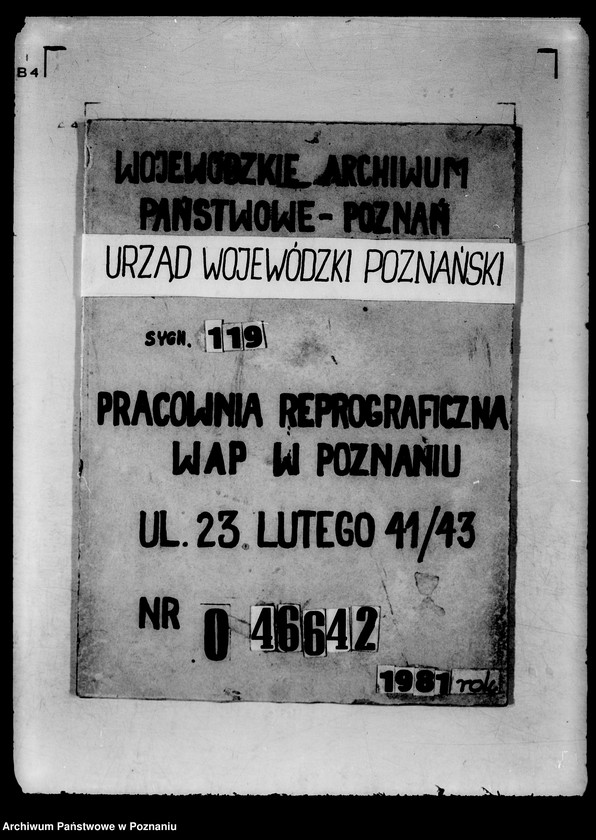 B4
WOJEWÓDZKIE ARCHIWUM
PAŃSTWOWE - POZNAŃ
URZĄD WOJEWÓDZKI POZNAŃSKI
SYGN. 119
PRACOWNIA REPROGRAFICZNA
WAP W POZNANIU
UL. 23. LUTEGO 41/43
NR 0 46642
1981 rok
Archiwum Państwowe w Poznaniu